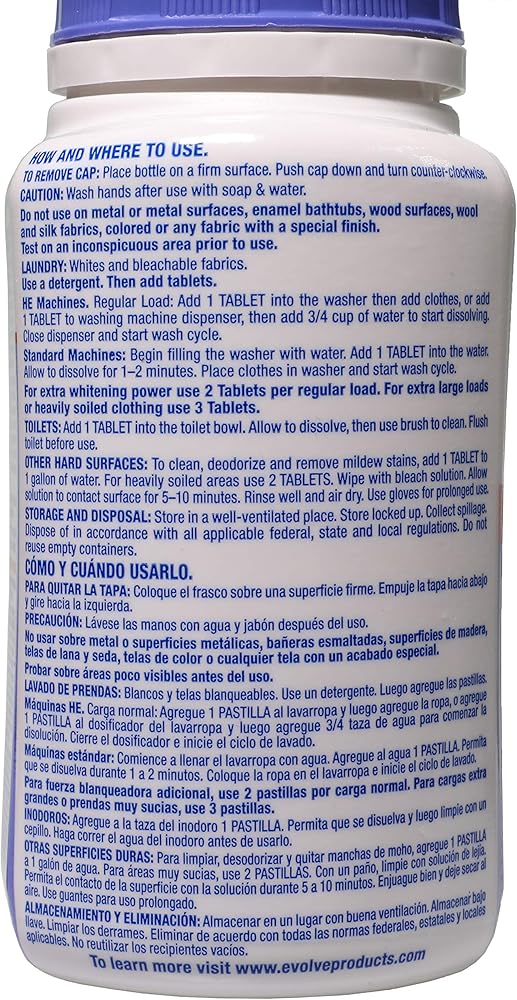 HOW AND WHERE TO USE.
TO REMOVE CAP: Place bottle on a firm surface. Push cap down and turn counter-clockwise.
CAUTION: Wash hands after use with soap & water.
Do not use on metal or metal surfaces, enamel bathtubs, wood surfaces, wool
and silk fabrics, colored or any fabric with a special finish.
Test on an inconspicuous area prior to use.
LAUNDRY: Whites and bleachable fabrics.
Use a detergent. Then add tablets.
HE Machines. Regular Load: Add 1 TABLET into the washer then add clothes, or add
1 TABLET to washing machine dispenser, then add 3/4 cup of water to start dissolving.
Close dispenser and start wash cycle.
Standard Machines: Begin filling the washer with water. Add 1 TABLET into the water.
Allow to dissolve for 1–2 minutes. Place clothes in washer and start wash cycle.
For extra whitening power use 2 Tablets per regular load. For extra large loads
or heavily soiled clothing use 3 Tablets.
TOILETS: Add 1 TABLET into the toilet bowl. Allow to dissolve, then use brush to clean. Flush
toilet before use.
OTHER HARD SURFACES: To clean, deodorize and remove mildew stains, add 1 TABLET to
1 gallon of water. For heavily soiled areas use 2 TABLETS. Wipe with bleach solution. Allow
solution to contact surface for 5–10 minutes. Rinse well and air dry. Use gloves for prolonged use.
STORAGE AND DISPOSAL: Store in a well-ventilated place. Store locked up. Collect spillage.
Dispose of in accordance with all applicable federal, state and local regulations. Do not
reuse empty containers.
CÓMO Y CUÁNDO USARLO.
PARA QUITAR LA TAPA: Coloque el frasco sobre una superficie firme. Empuje la tapa hacia abajo
y gire hacia la izquierda.
PRECAUCIÓN: Lávese las manos con agua y jabón después del uso.
No usar sobre metal o superficies metálicas, bañeras esmaltadas, superficies de madera,
telas de lana y seda, telas de color o cualquier tela con un acabado especial.
Probar sobre áreas poco visibles antes del uso.
LAVADO DE PRENDAS: Blancos y telas blanqueables. Use un detergente. Luego agregue las pastillas.
Máquinas HE. Carga normal: Agregue 1 PASTILLA al lavarropa y luego agregue la ropa, o agregue
1 PASTILLA al dosificador del lavarropa y luego agregue 3/4 taza de agua para comenzar la
disolución. Cierre el dosificador e inicie el ciclo de lavado.
Máquinas estándar: Comience a llenar el lavarropa con agua. Agregue al agua 1 PASTILLA. Permita
que se disuelva durante 1 a 2 minutos. Coloque la ropa en el lavarropa e inicie el ciclo de lavado.
Para fuerza blanqueadora adicional, use 2 pastillas por carga normal. Para cargas extra
grandes o prendas muy sucias, use 3 pastillas.
INODOROS: Agregue a la taza del inodoro 1 PASTILLA. Permita que se disuelva y luego limpie con un
cepillo. Haga correr el agua del inodoro antes de usarlo.
OTRAS SUPERFICIES DURAS: Para limpiar, desodorizar y quitar manchas de moho, agregue 1 PASTILLA
a 1 galón de agua. Para áreas muy sucias, use 2 PASTILLAS. Con un paño, limpie con solución de lejía.
Permita el contacto de la superficie con la solución durante 5 a 10 minutos. Enjuague bien y deje secar al
aire. Use guantes para uso prolongado.
ALMACENAMIENTO Y ELIMINACIÓN: Almacenar en un lugar con buena ventilación. Almacenar bajo
llave. Limpiar los derrames. Eliminar de acuerdo con todas las normas federales, estatales y locales
aplicables. No reutilizar los recipientes vacíos.
To learn more visit www.evolveproducts.com